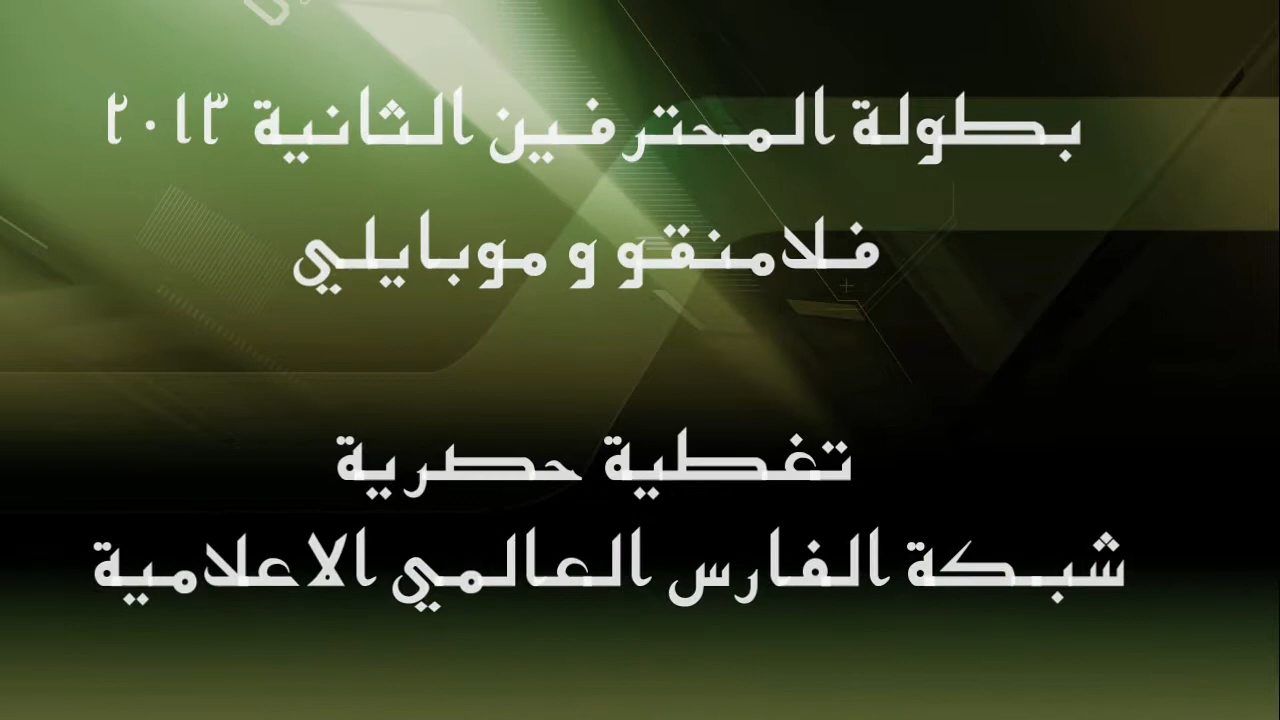 بطولة المحترفين الثانية ٢٠١٣
فلامنقو و موبايلي
تغطية حصرية
شبكة الفارس العالمي الاعلامية